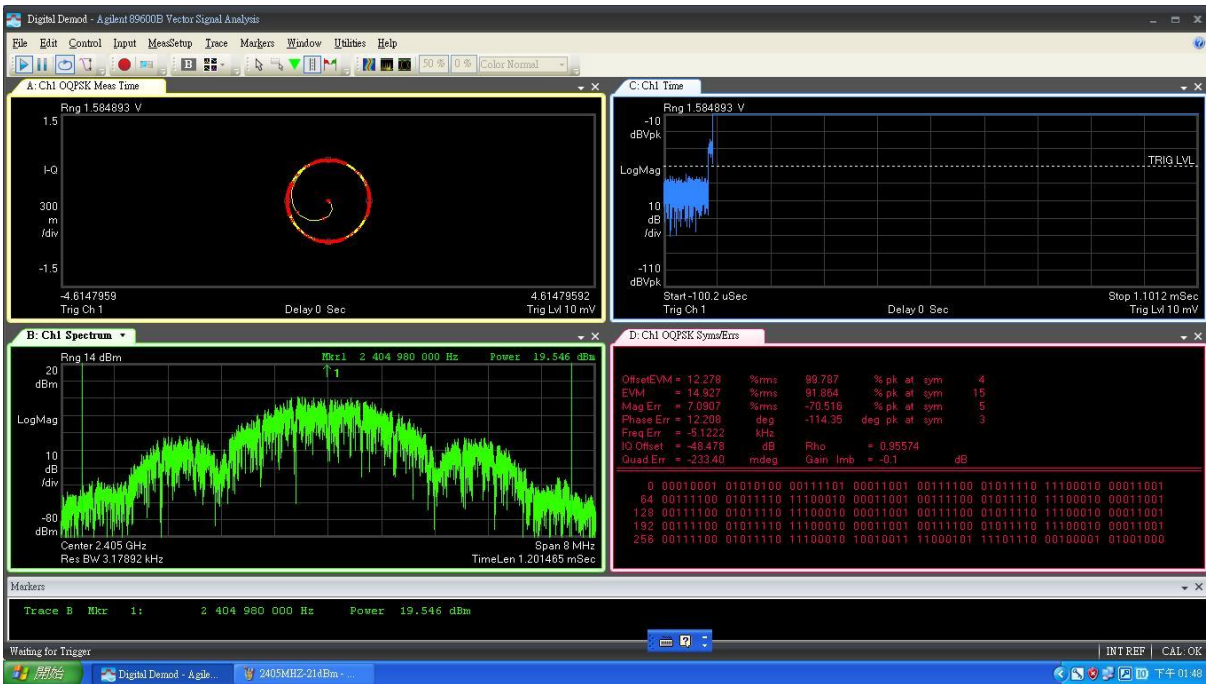 Digital Demod - Agilent 89600B Vector Signal Analysis
File Edit Control Input MeasSetup Trace Markers Window Utilities Help
B 50 % 0 % Color Normal
A: Ch1 OQPSK Meas Time
Rng 1.584893 V
1.5
I-Q
300
m
/div
-1.5
-4.6147959 4.61479592
Trig Ch 1 Delay 0 Sec Trig Lvl 10 mV
C: Ch1 Time
Rng 1.584893 V
-10
dBVpk
TRIG LVL
LogMag
10
dB
/div
-110
dBVpk
Start -100.2 uSec Stop 1.1012 mSec
Trig Ch 1 Delay 0 Sec Trig Lvl 10 mV
B: Ch1 Spectrum
Rng 14 dBm Mkr1 2 404 980 000 Hz Power 19.546 dBm
20
dBm
1
LogMag
10
dB
/div
-80
dBm
Center 2.405 GHz Span 8 MHz
Res BW 3.17892 kHz TimeLen 1.201465 mSec
D: Ch1 OQPSK Syms/Errs
OffsetEVM = 12.278 %rms 99.787 % pk at sym 4
EVM = 14.927 %rms 91.864 % pk at sym 15
Mag Err = 7.0907 %rms -70.516 % pk at sym 5
Phase Err = 12.208 deg -114.35 deg pk at sym 3
Freq Err = -5.1222 kHz
IQ Offset = -48.478 dB Rho = 0.95574
Quad Err = -233.40 mdeg Gain Imb = -0.1 dB
0 00010001 01010100 00111101 00011001 00111100 01011110 11100010 00011001
64 00111100 01011110 11100010 00011001 00111100 01011110 11100010 00011001
128 00111100 01011110 11100010 00011001 00111100 01011110 11100010 00011001
192 00111100 01011110 11100010 00011001 00111100 01011110 11100010 00011001
256 00111100 01011110 11100010 10010011 11000101 11101110 00100001 01001000
Markers
Trace B Mkr 1: 2 404 980 000 Hz Power 19.546 dBm
Waiting for Trigger INT REF CAL: OK
開始 Digital Demod - Agile... 2405MHZ-21dBm - ... 下午 01:48